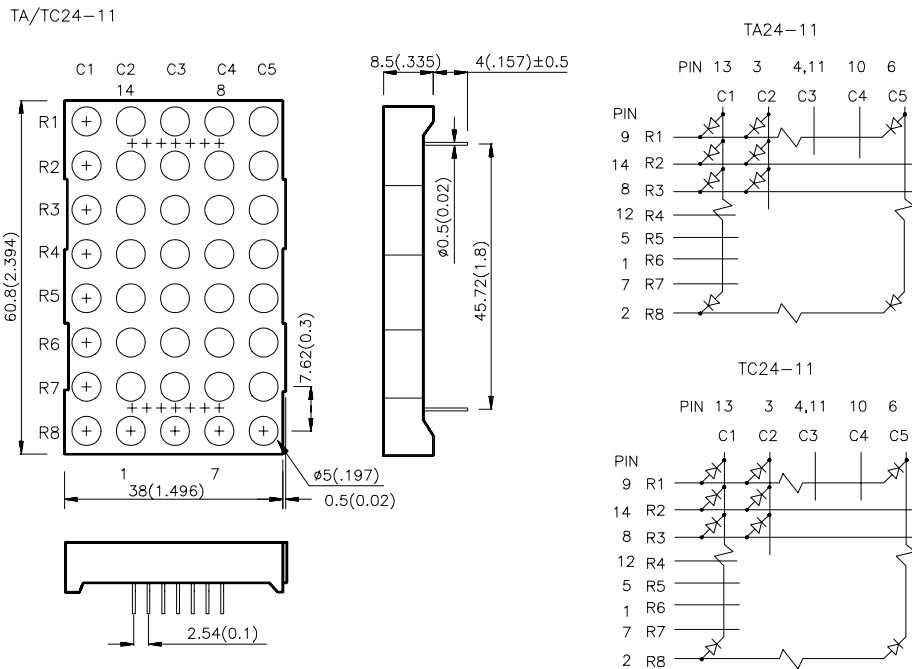 TA/TC24-11
C1 C2 C3 C4 C5
14 8
R1
R2
R3
R4
R5
R6
R7
R8
60.8(2.394)
7.62(0.3)
1 7
ø5(.197)
38(1.496)
0.5(0.02)
8.5(.335) 4(.157)±0.5
ø0.5(0.02)
45.72(1.8)
2.54(0.1)
TA24-11
PIN 13 3 4,11 10 6
C1 C2 C3 C4 C5
PIN
9 R1
14 R2
8 R3
12 R4
5 R5
1 R6
7 R7
2 R8
TC24-11
PIN 13 3 4,11 10 6
C1 C2 C3 C4 C5
PIN
9 R1
14 R2
8 R3
12 R4
5 R5
1 R6
7 R7
2 R8